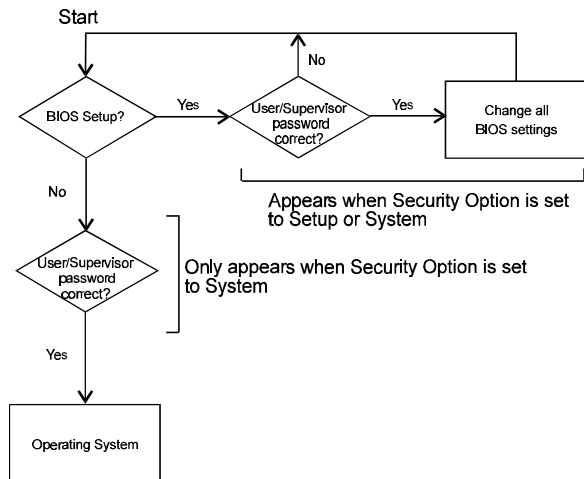 Start
No
BIOS Setup?
Yes
User/Supervisor
password
correct?
Yes
Change all
BIOS settings
No
Appears when Security Option is set
to Setup or System
User/Supervisor
password
correct?
Only appears when Security Option is set
to System
Yes
Operating System